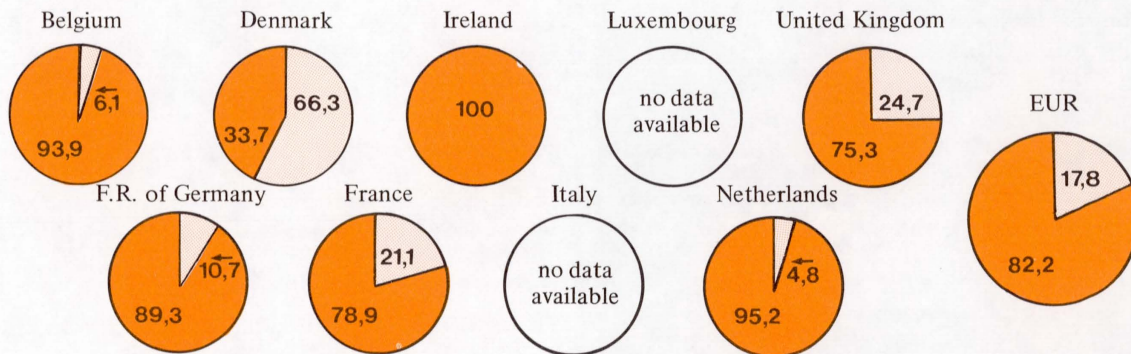 Belgium
6,1
93,9
Denmark
66,3
33,7
Ireland
100
Luxembourg
no data
available
United Kingdom
24,7
75,3
EUR
17,8
82,2
F.R. of Germany
10,7
89,3
France
21,1
78,9
Italy
no data
available
Netherlands
4,8
95,2